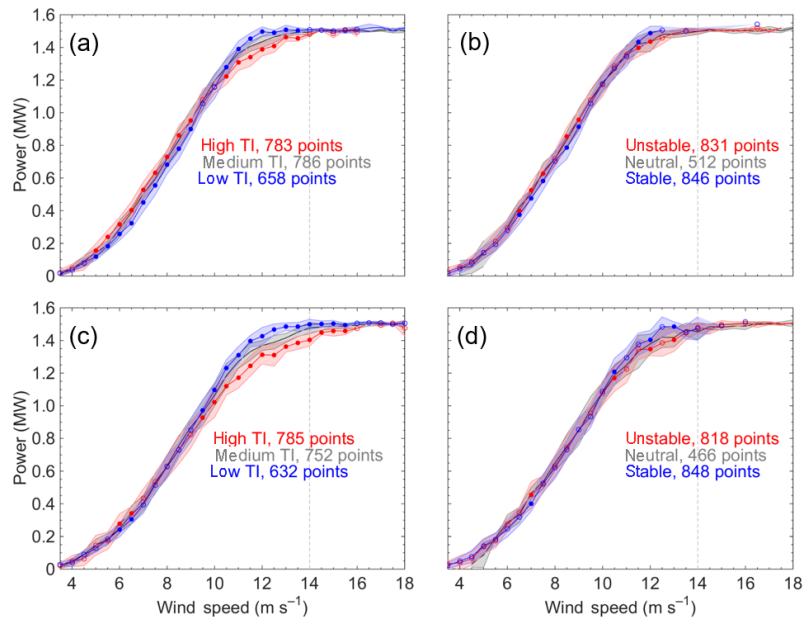 1.6
1.4
1.2
1
0.8
0.6
0.4
0.2
0
Power (MW)
(a)
High TI, 783 points
Medium TI, 786 points
Low TI, 658 points
(b)
Unstable, 831 points
Neutral, 512 points
Stable, 846 points
1.6
1.4
1.2
1
0.8
0.6
0.4
0.2
0
Power (MW)
(c)
High TI, 785 points
Medium TI, 752 points
Low TI, 632 points
4 6 8 10 12 14 16 18
Wind speed (m s⁻¹)
(d)
Unstable, 818 points
Neutral, 466 points
Stable, 848 points
4 6 8 10 12 14 16 18
Wind speed (m s⁻¹)